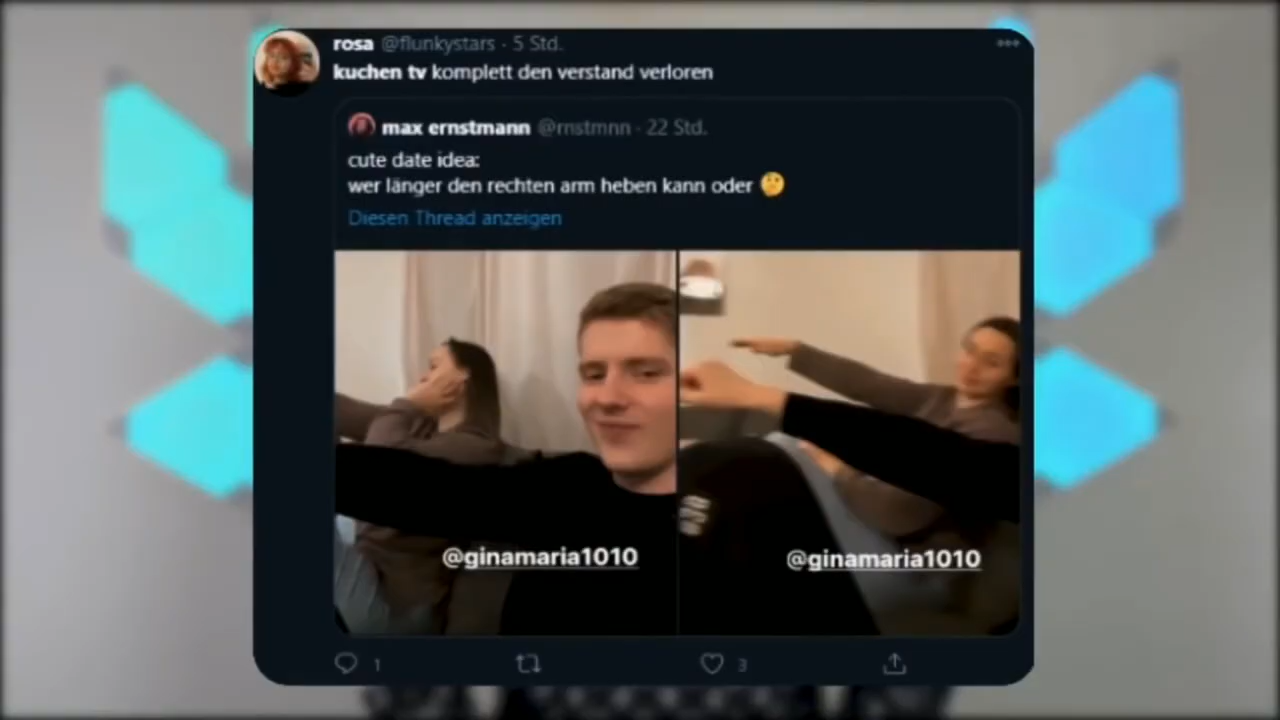 rosa @flunkystars · 5 Std.
kuchen tv komplett den verstand verloren
max ernstmann @rnstmnn · 22 Std.
cute date idea:
wer länger den rechten arm heben kann oder 🤔
Diesen Thread anzeigen
@ginamaria1010
@ginamaria1010
1
3